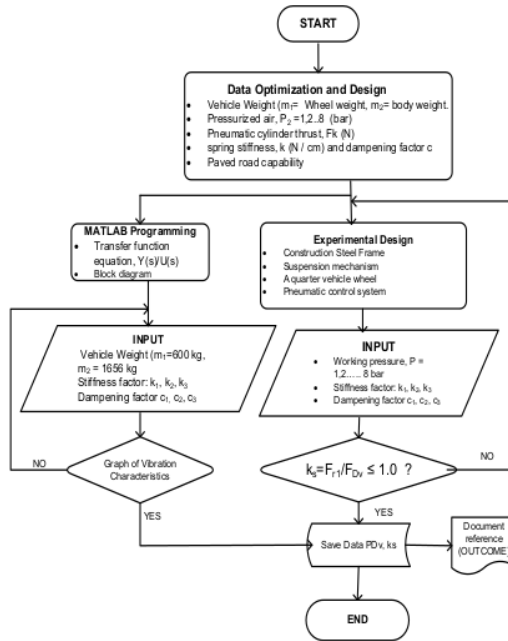 START
Data Optimization and Design
• Vehicle Weight (m₁= Wheel weight, m₂= body weight.
• Pressurized air, P₂ =1,2..8 (bar)
• Pneumatic cylinder thrust, Fk (N)
• spring stiffness, k (N / cm) and dampening factor c
• Paved road capability
MATLAB Programming
• Transfer function
equation, Y(s)/U(s)
• Block diagram
Experimental Design
• Construction Steel Frame
• Suspension mechanism
• A quarter vehicle wheel
• Pneumatic control system
INPUT
Vehicle Weight (m₁=600 kg,
m₂ = 1656 kg
Stiffness factor: k₁, k₂, k₃
Dampening factor c₁, c₂, c₃
INPUT
• Working pressure, P =
1,2..... 8 bar
• Stiffness factor: k₁, k₂, k₃
• Dampening factor c₁, c₂, c₃
NO
Graph of Vibration
Characteristics
YES
kₛ=Fᵣ₁/F_Dv ≤ 1.0 ?
NO
YES
Save Data PDv, ks
Document
reference
(OUTCOME)
END